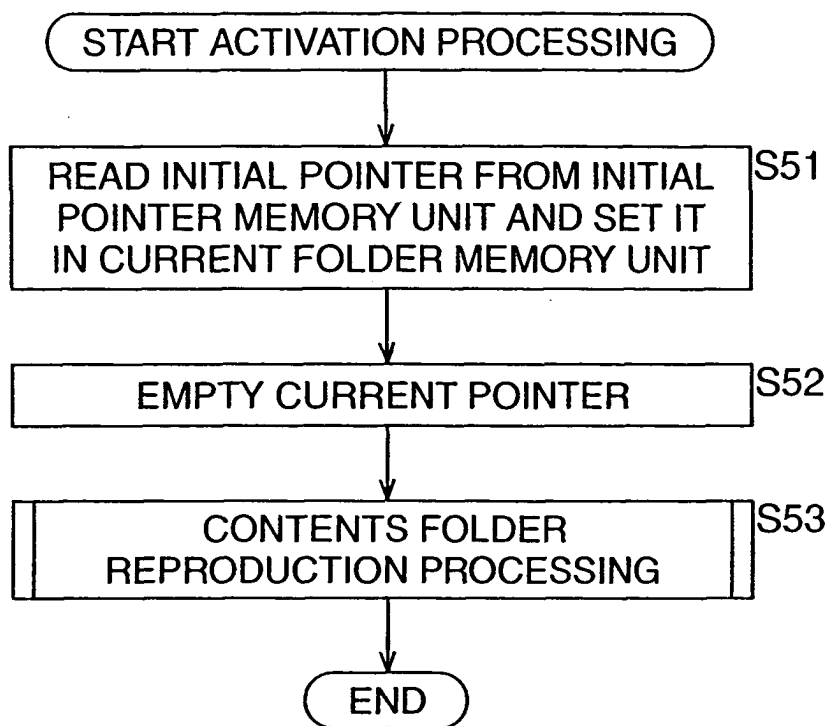 START ACTIVATION PROCESSING
S51
READ INITIAL POINTER FROM INITIAL
POINTER MEMORY UNIT AND SET IT
IN CURRENT FOLDER MEMORY UNIT
S52
EMPTY CURRENT POINTER
S53
CONTENTS FOLDER
REPRODUCTION PROCESSING
END